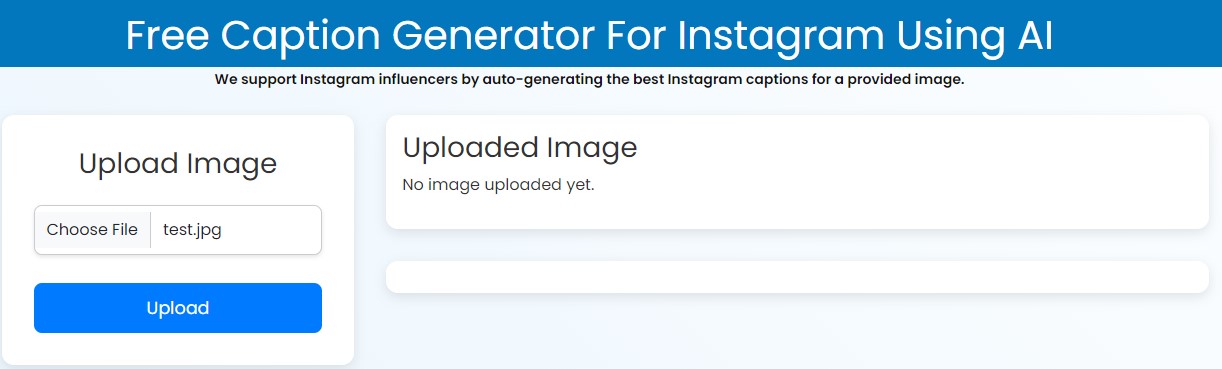 Free Caption Generator For Instagram Using AI
We support Instagram influencers by auto-generating the best Instagram captions for a provided image.
Upload Image
Choose File test.jpg
Upload
Uploaded Image
No image uploaded yet.